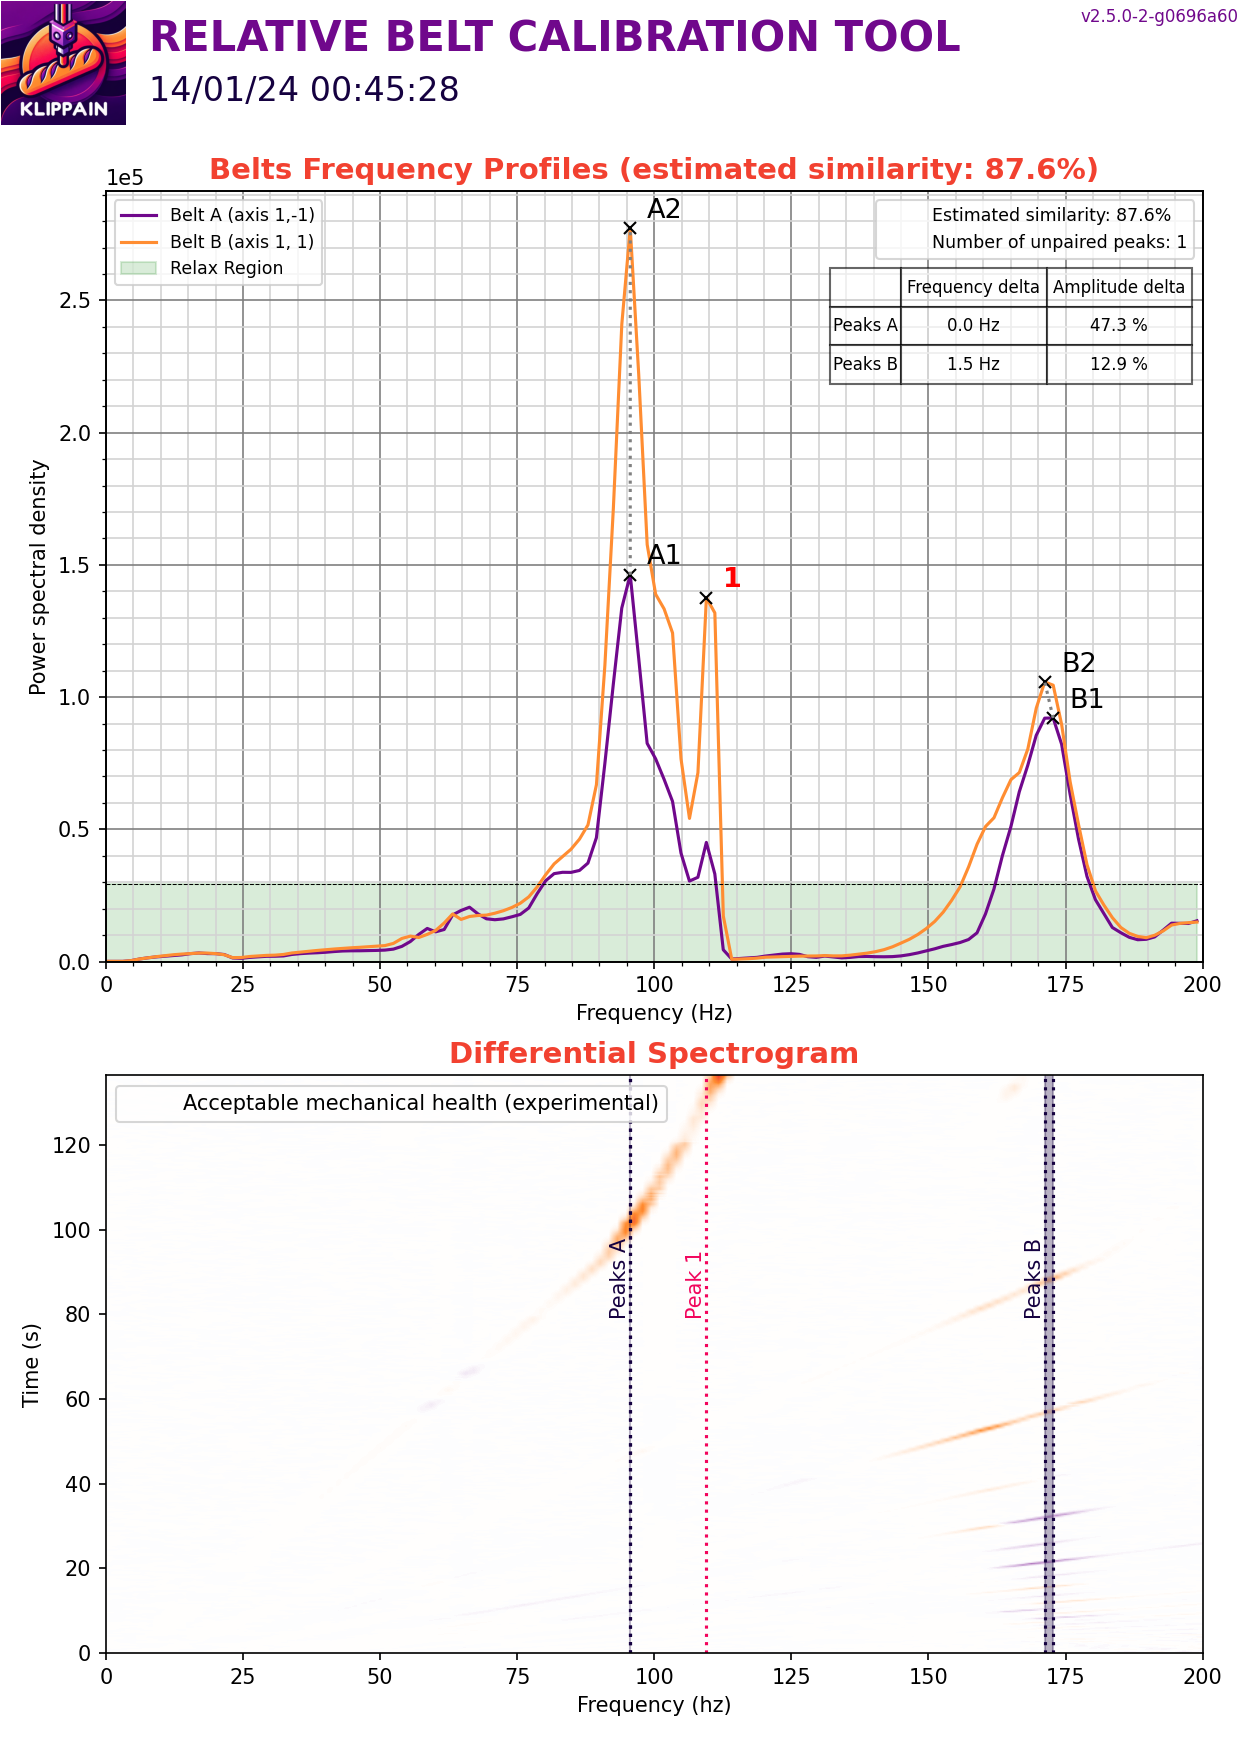 v2.5.0-2-g0696a60
RELATIVE BELT CALIBRATION TOOL
14/01/24 00:45:28
KLIPPAIN
Belts Frequency Profiles (estimated similarity: 87.6%)
1e5
Belt A (axis 1,-1)
Belt B (axis 1, 1)
Relax Region
Estimated similarity: 87.6%
Number of unpaired peaks: 1
Frequency delta Amplitude delta
Peaks A 0.0 Hz 47.3 %
Peaks B 1.5 Hz 12.9 %
A2
A1
1
B2
B1
Power spectral density
2.5
2.0
1.5
1.0
0.5
0.0
0 25 50 75 100 125 150 175 200
Frequency (Hz)
Differential Spectrogram
Acceptable mechanical health (experimental)
Peaks A
Peak 1
Peaks B
Time (s)
120
100
80
60
40
20
0
0 25 50 75 100 125 150 175 200
Frequency (hz)